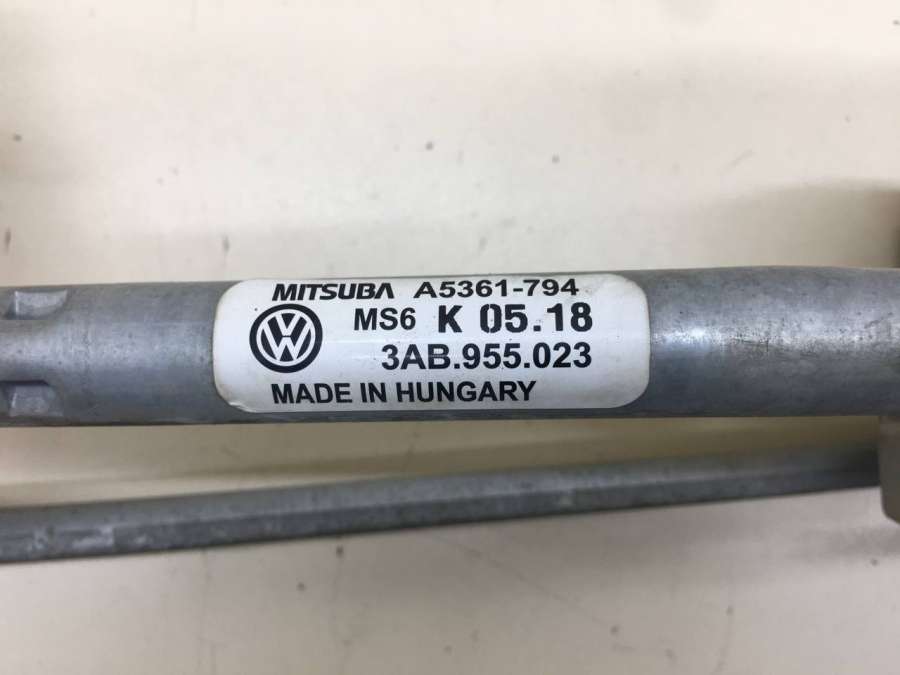 MITSUBA A5361-794
MS6 K 05.18
3AB.955.023
MADE IN HUNGARY